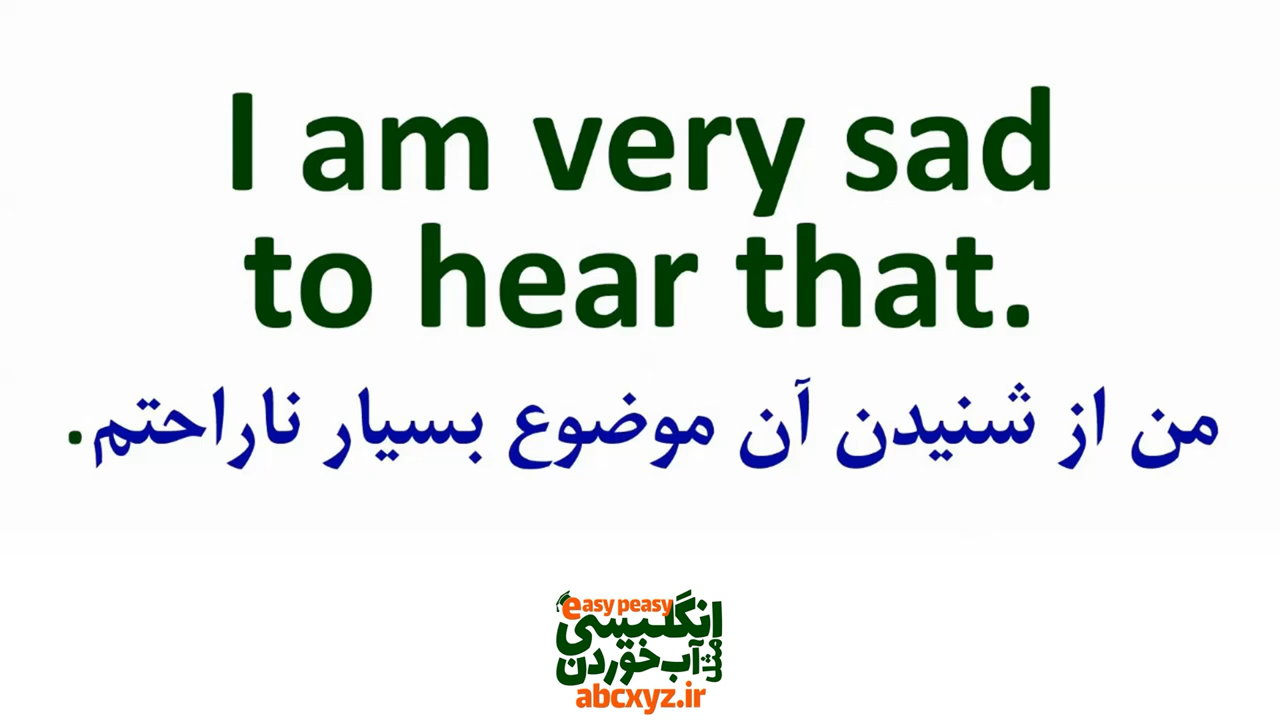 I am very sad
to hear that.
من از شنیدن آن موضوع بسیار ناراحتم.
easy peasy
انگلیسی
مثل آب خوردن
abcxyz.ir